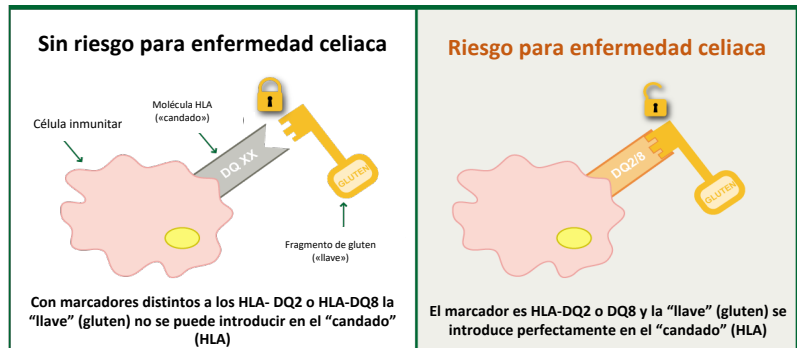 Sin riesgo para enfermedad celiaca
Molécula HLA
(«candado»)
Célula inmunitar
DQ XX
GLUTEN
Fragmento de gluten
(«llave»)
Con marcadores distintos a los HLA- DQ2 o HLA-DQ8 la
“llave” (gluten) no se puede introducir en el “candado”
(HLA)
Riesgo para enfermedad celiaca
DQ2/8
GLUTEN
El marcador es HLA-DQ2 o DQ8 y la “llave” (gluten) se
introduce perfectamente en el “candado” (HLA)